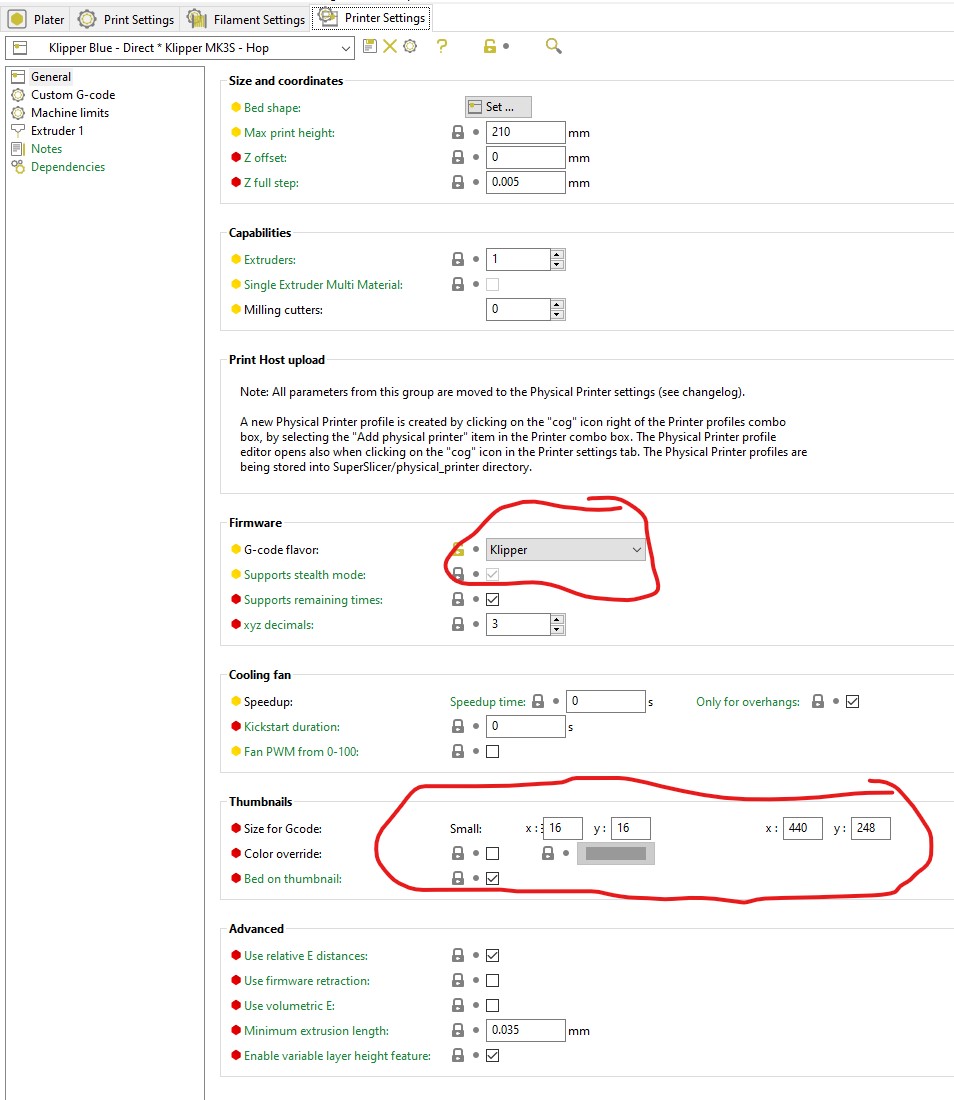 Plater Print Settings Filament Settings Printer Settings
Klipper Blue - Direct * Klipper MK3S - Hop ?
General
Custom G-code
Machine limits
Extruder 1
Notes
Dependencies
Size and coordinates
Bed shape: Set ...
Max print height: 210 mm
Z offset: 0 mm
Z full step: 0.005 mm
Capabilities
Extruders: 1
Single Extruder Multi Material:
Milling cutters: 0
Print Host upload
Note: All parameters from this group are moved to the Physical Printer settings (see changelog).
A new Physical Printer profile is created by clicking on the "cog" icon right of the Printer profiles combo
box, by selecting the "Add physical printer" item in the Printer combo box. The Physical Printer profile
editor opens also when clicking on the "cog" icon in the Printer settings tab. The Physical Printer profiles are
being stored into SuperSlicer/physical_printer directory.
Firmware
G-code flavor: Klipper
Supports stealth mode:
Supports remaining times:
xyz decimals: 3
Cooling fan
Speedup: Speedup time: 0 s Only for overhangs:
Kickstart duration: 0 s
Fan PWM from 0-100:
Thumbnails
Size for Gcode: Small: x : 16 y : 16 x : 440 y : 248
Color override:
Bed on thumbnail:
Advanced
Use relative E distances:
Use firmware retraction:
Use volumetric E:
Minimum extrusion length: 0.035 mm
Enable variable layer height feature: